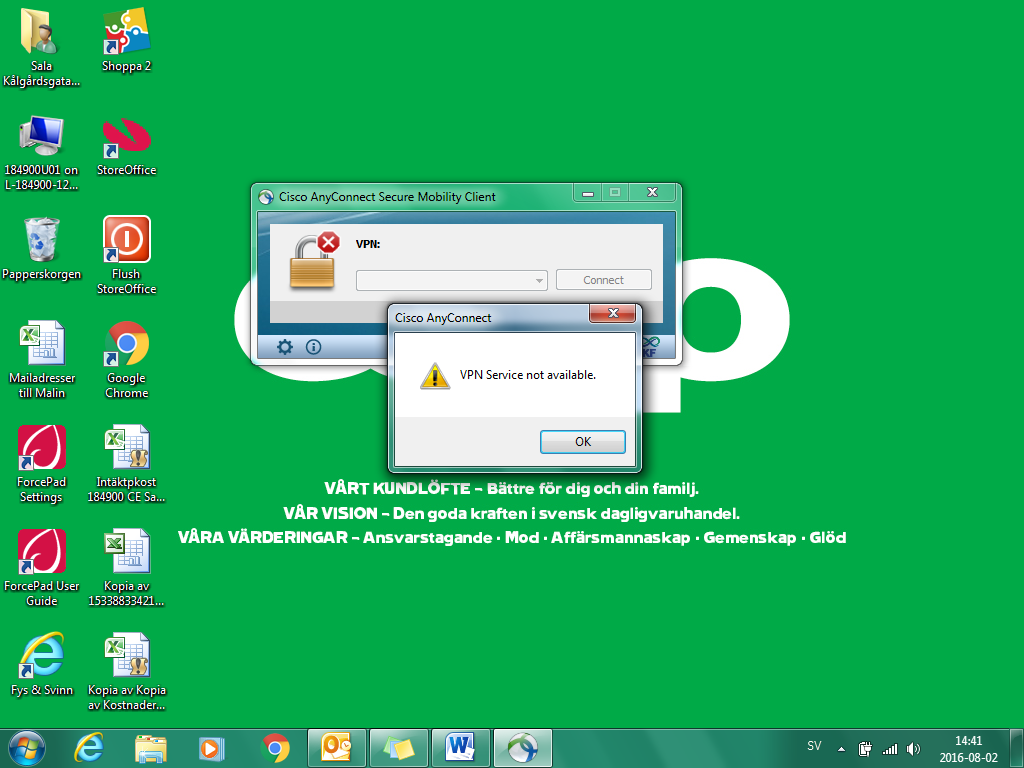 Sala
Kålgårdsgata...
Shoppa 2
184900U01 on
L-184900-12...
StoreOffice
Papperskorgen
Flush
StoreOffice
Mailadresser
till Malin
Google
Chrome
ForcePad
Settings
Intäktpkost
184900 CE Sa...
ForcePad User
Guide
Kopia av
15338833421...
Fys & Svinn
Kopia av Kopia
av Kostnader...
Cisco AnyConnect Secure Mobility Client
VPN:
Connect
KF
Cisco AnyConnect
VPN Service not available.
OK
VÅRT KUNDLÖFTE – Bättre för dig och din familj.
VÅR VISION – Den goda kraften i svensk dagligvaruhandel.
VÅRA VÄRDERINGAR – Ansvarstagande · Mod · Affärsmannaskap · Gemenskap · Glöd
SV
14:41
2016-08-02